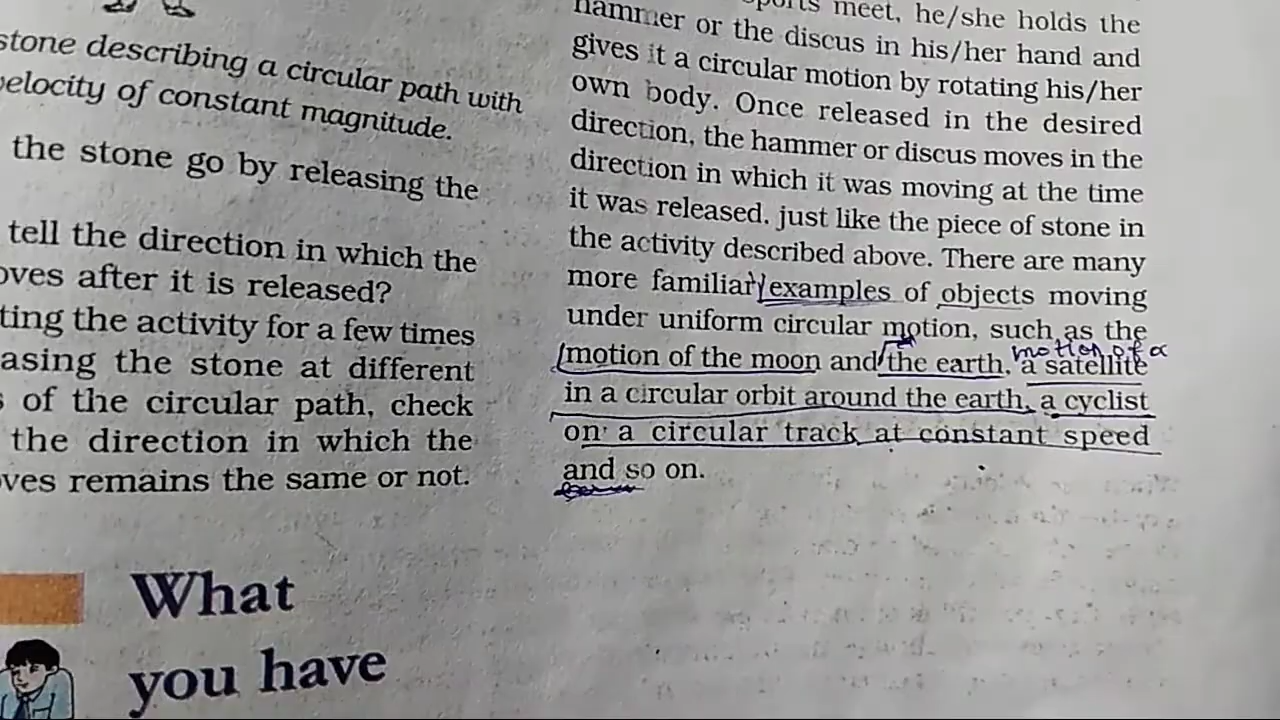 stone describing a circular path with
velocity of constant magnitude.
the stone go by releasing the
tell the direction in which the
oves after it is released?
ting the activity for a few times
asing the stone at different
s of the circular path, check
the direction in which the
ves remains the same or not.
What
you have
sports meet, he/she holds the
hammer or the discus in his/her hand and
gives it a circular motion by rotating his/her
own body. Once released in the desired
direction, the hammer or discus moves in the
direction in which it was moving at the time
it was released. just like the piece of stone in
the activity described above. There are many
more familiar examples of objects moving
under uniform circular motion, such as the
motion of a
motion of the moon and the earth, a satellite
in a circular orbit around the earth, a cyclist
on a circular track at constant speed
and so on.